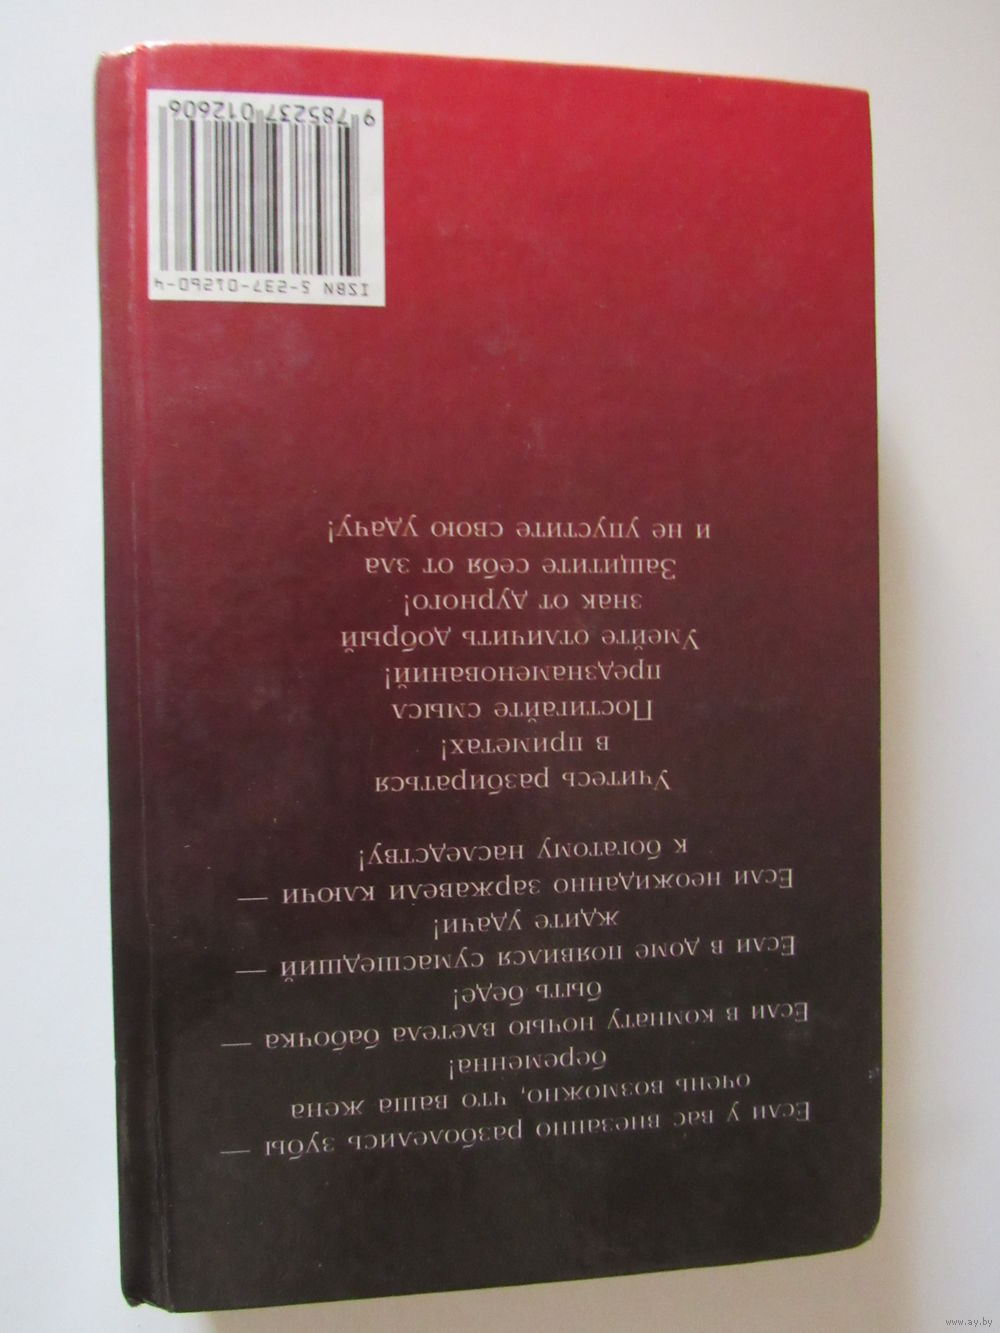 Если у вас внезапно разболелись зубы —
очень возможно, что ваша жена
беременна!
Если в комнату ночью влетела бабочка —
быть беде!
Если в доме появился сумасшедший —
ждите удачи!
Если неожиданно заржавели ключи —
к богатому наследству!
Учитесь разбираться
в приметах!
Постигайте смысл
предзнаменований!
Умейте отличить добрый
знак от дурного!
Защитите себя от зла
и не упустите свою удачу!
ISBN 5-237-01260-4
9 785237 012606
www.ay.by